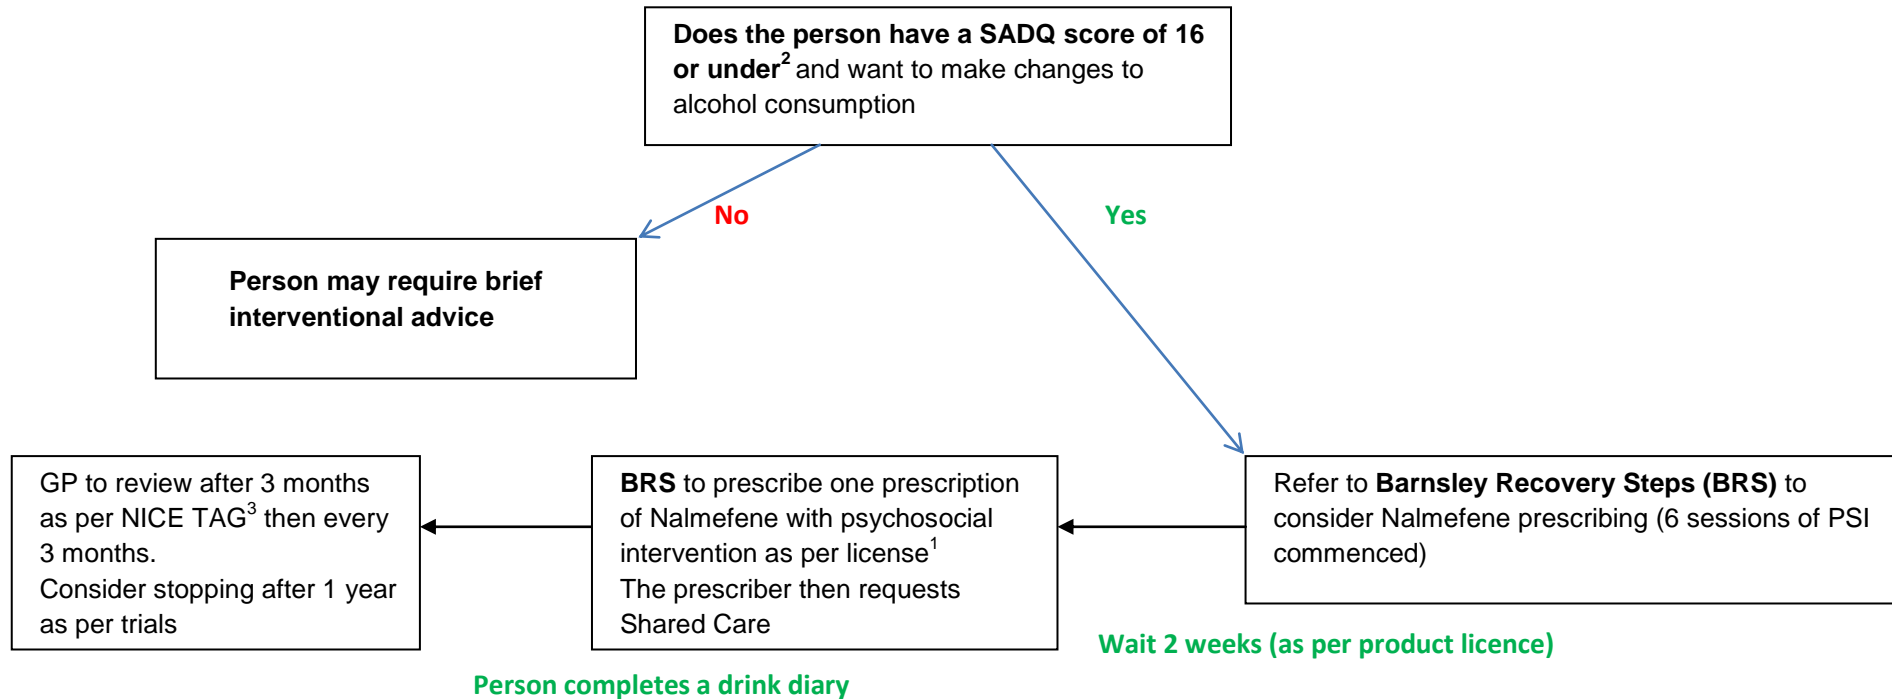 Does the person have a SADQ score of 16
or under² and want to make changes to
alcohol consumption
No
Yes
Person may require brief
interventional advice
Refer to Barnsley Recovery Steps (BRS) to
consider Nalmefene prescribing (6 sessions of PSI
commenced)
Wait 2 weeks (as per product licence)
BRS to prescribe one prescription
of Nalmefene with psychosocial
intervention as per license¹
The prescriber then requests
Shared Care
Person completes a drink diary
GP to review after 3 months
as per NICE TAG³ then every
3 months.
Consider stopping after 1 year
as per trials